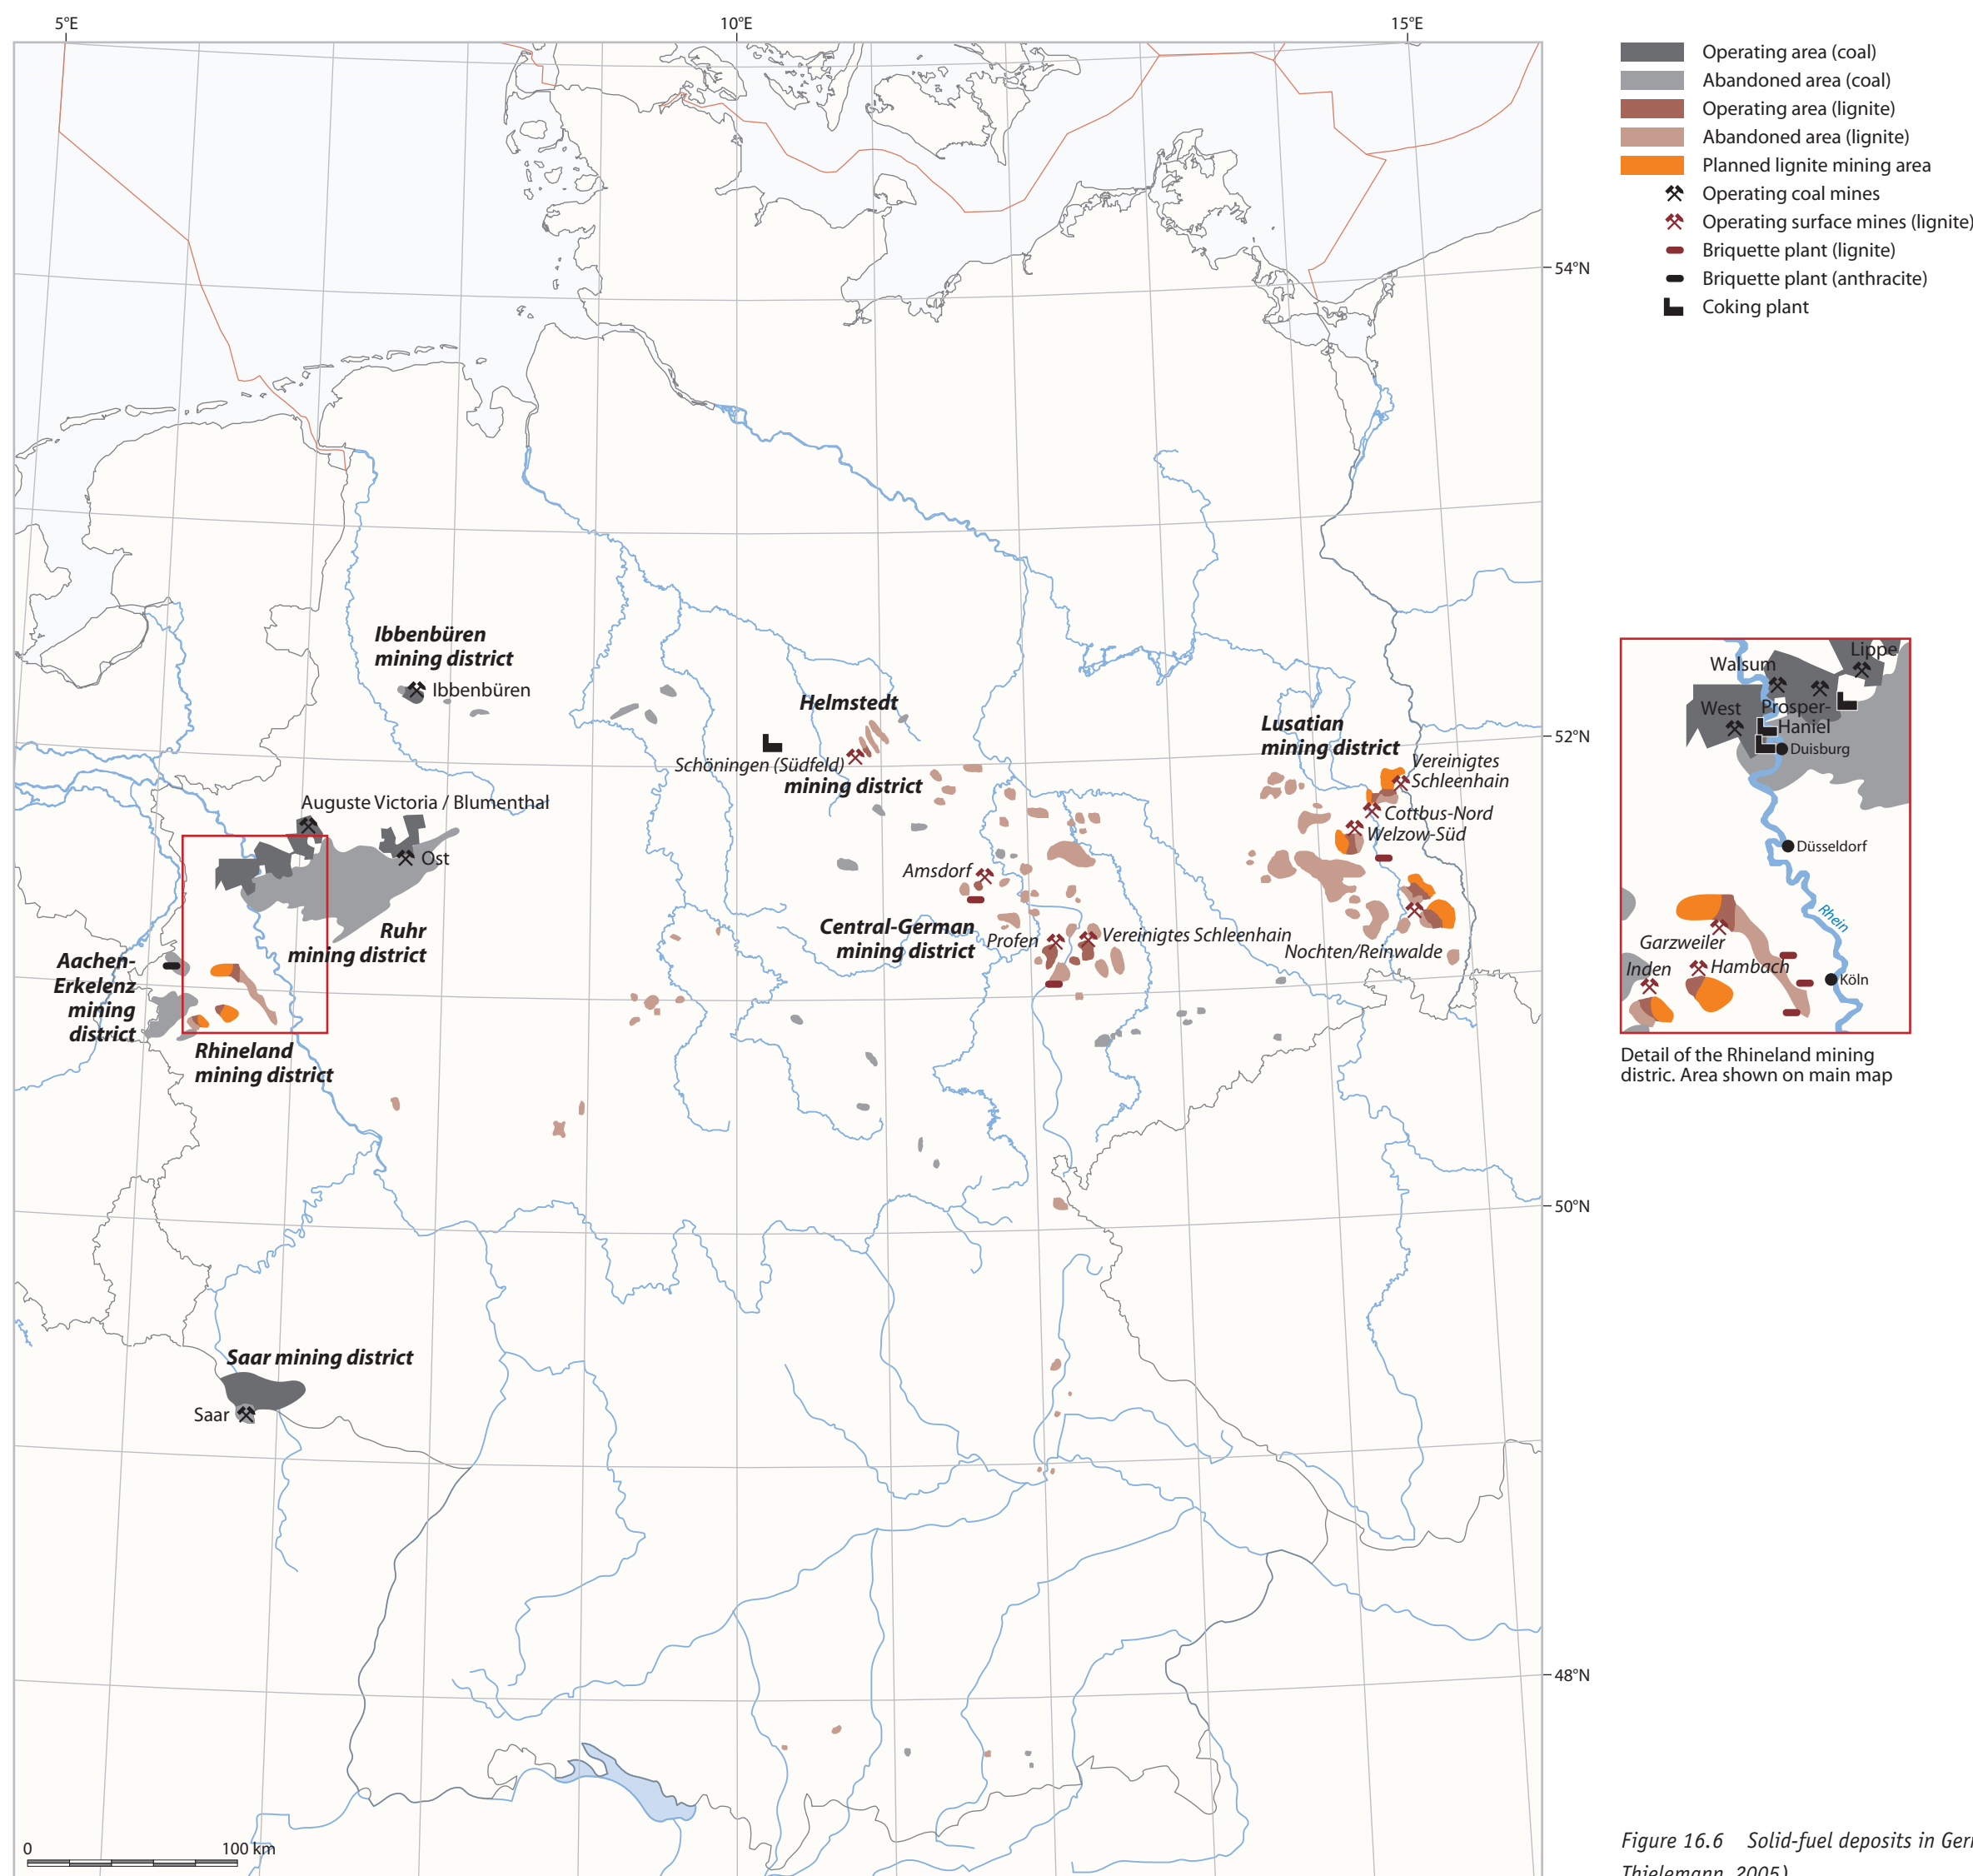 5°E
10°E
15°E
54°N
52°N
50°N
48°N
Operating area (coal)
Abandoned area (coal)
Operating area (lignite)
Abandoned area (lignite)
Planned lignite mining area
Operating coal mines
Operating surface mines (lignite)
Briquette plant (lignite)
Briquette plant (anthracite)
Coking plant
Ibbenbüren
mining district
Ibbenbüren
Helmstedt
Schöningen (Südfeld)
mining district
Lusatian
mining district
Vereinigtes
Schleenhain
Cottbus-Nord
Welzow-Süd
Nochten/Reinwalde
Auguste Victoria / Blumenthal
Ost
Ruhr
mining district
Amsdorf
Central-German
mining district
Profen
Vereinigtes Schleenhain
Aachen-
Erkelenz
mining
district
Rhineland
mining district
Saar mining district
Saar
0
100 km
Lippe
Walsum
West
Prosper-
Haniel
Duisburg
Düsseldorf
Rhein
Garzweiler
Inden
Hambach
Köln
Detail of the Rhineland mining
distric. Area shown on main map
Figure 16.6 Solid-fuel deposits in Ger
Thielemann, 2005)